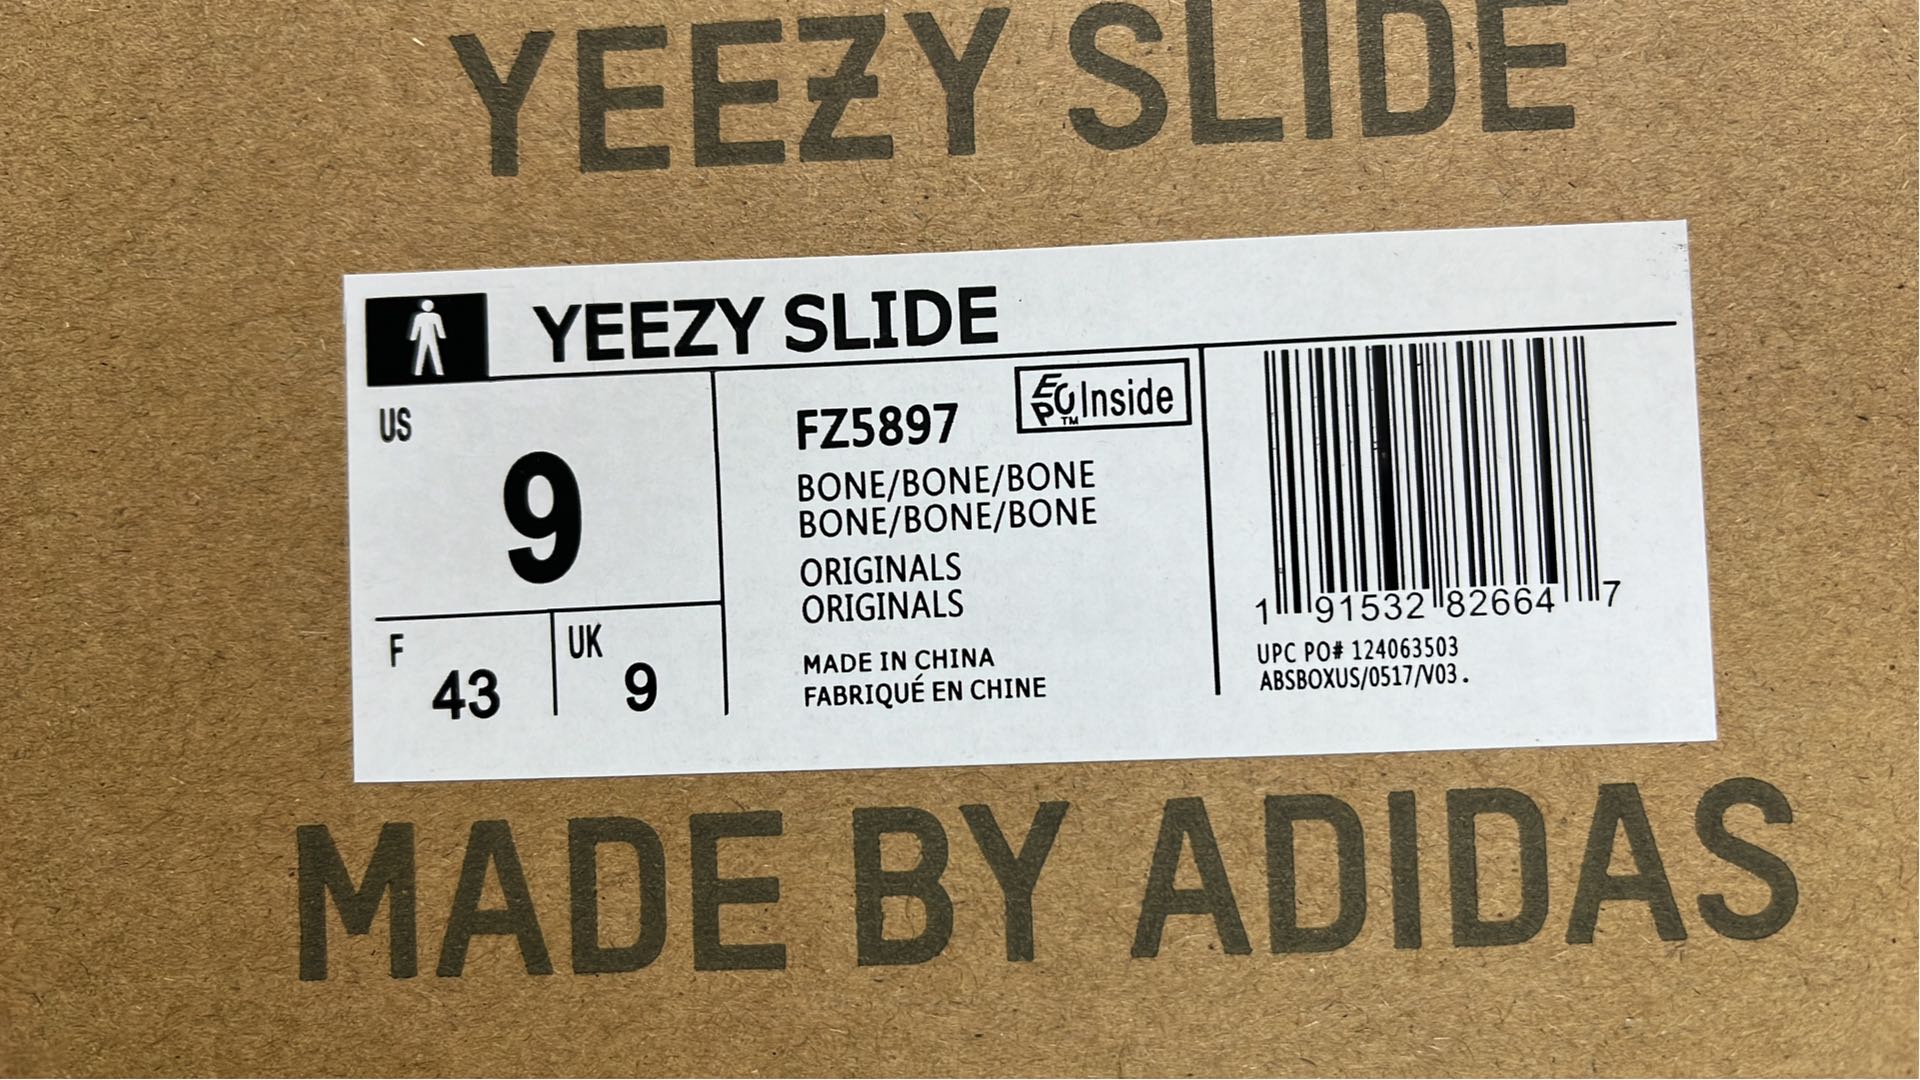 YEEZY SLIDE
YEEZY SLIDE
US
9
F
43
UK
9
FZ5897
ECP™ Inside
BONE/BONE/BONE
BONE/BONE/BONE
ORIGINALS
ORIGINALS
MADE IN CHINA
FABRIQUÉ EN CHINE
1 91532 82664 7
UPC PO# 124063503
ABSBOXUS/0517/V03.
MADE BY ADIDAS